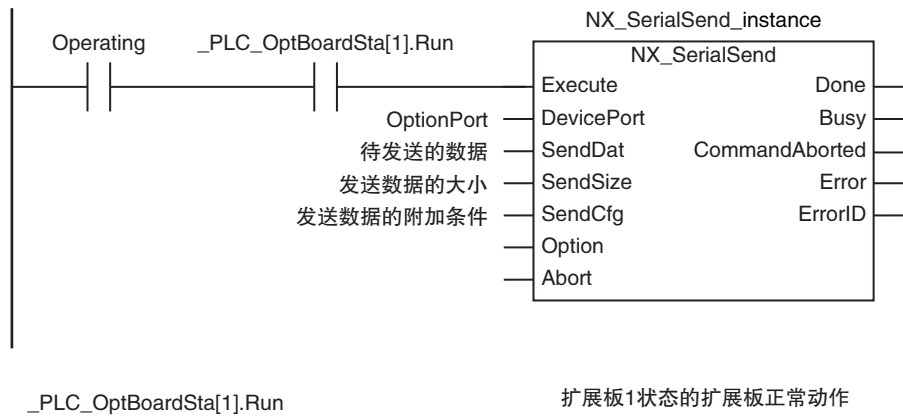 NX_SerialSend_instance
Operating
_PLC_OptBoardSta[1].Run
NX_SerialSend
Execute
Done
OptionPort
DevicePort
Busy
待发送的数据
SendDat
CommandAborted
发送数据的大小
SendSize
Error
发送数据的附加条件
SendCfg
ErrorID
Option
Abort
_PLC_OptBoardSta[1].Run
扩展板1状态的扩展板正常动作